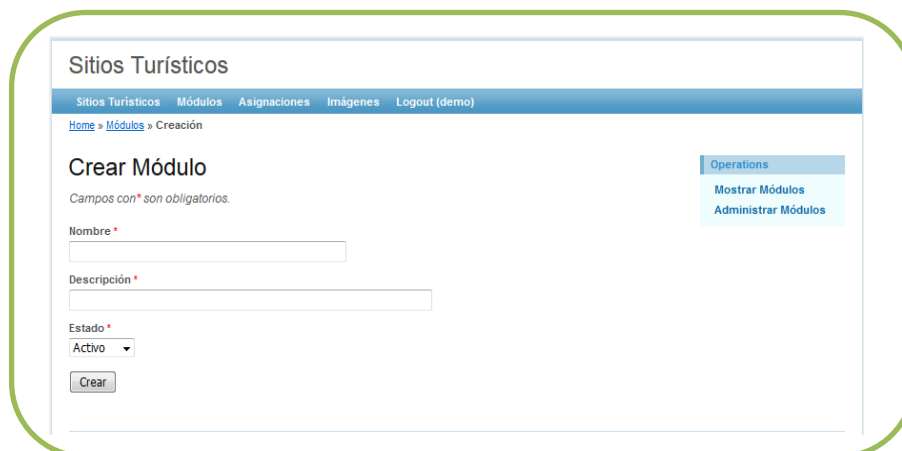 Sitios Turísticos
Sitios Turisticos Módulos Asignaciones Imágenes Logout (demo)
Home » Módulos » Creación
Crear Módulo
Campos con* son obligatorios.
Nombre *
Descripción *
Estado *
Activo
Crear
Operations
Mostrar Módulos
Administrar Módulos